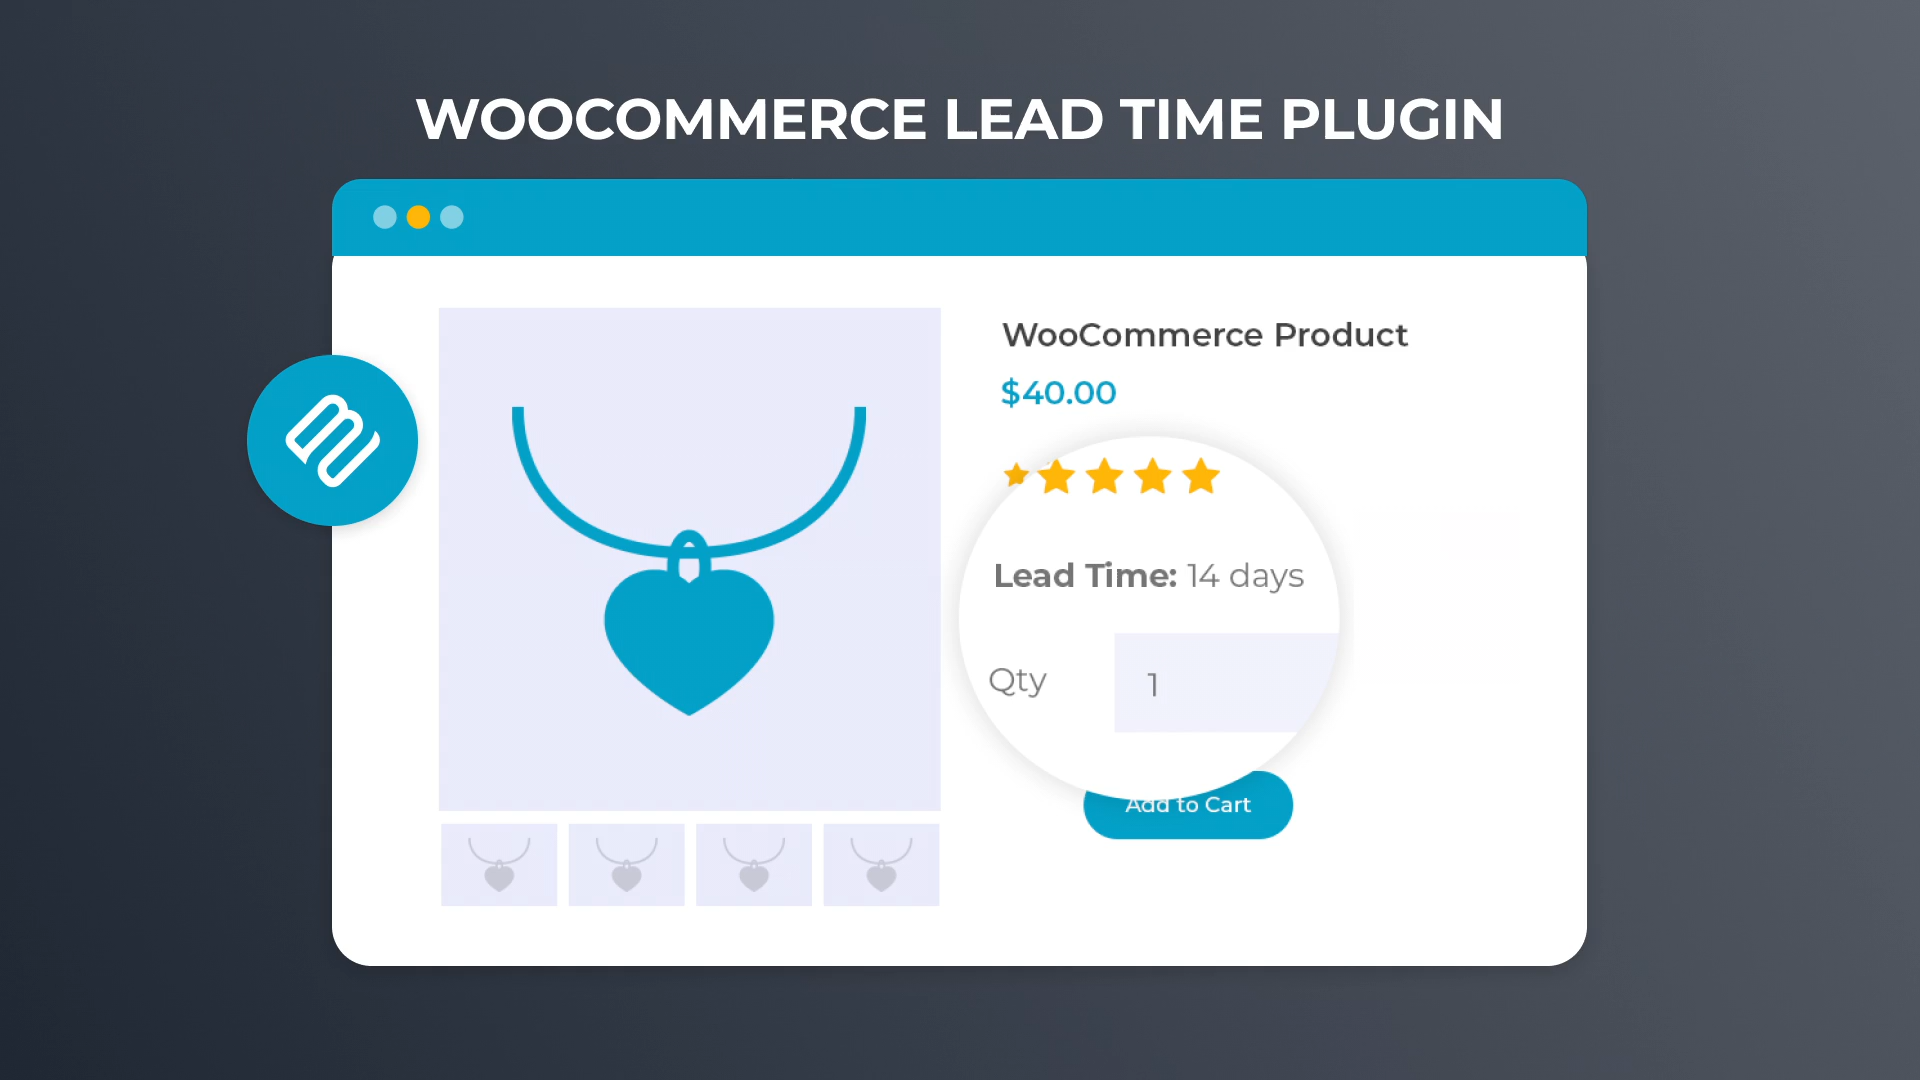 WOOCOMMERCE LEAD TIME PLUGIN
WooCommerce Product
$40.00
Lead Time: 14 days
Qty
1
Add to Cart